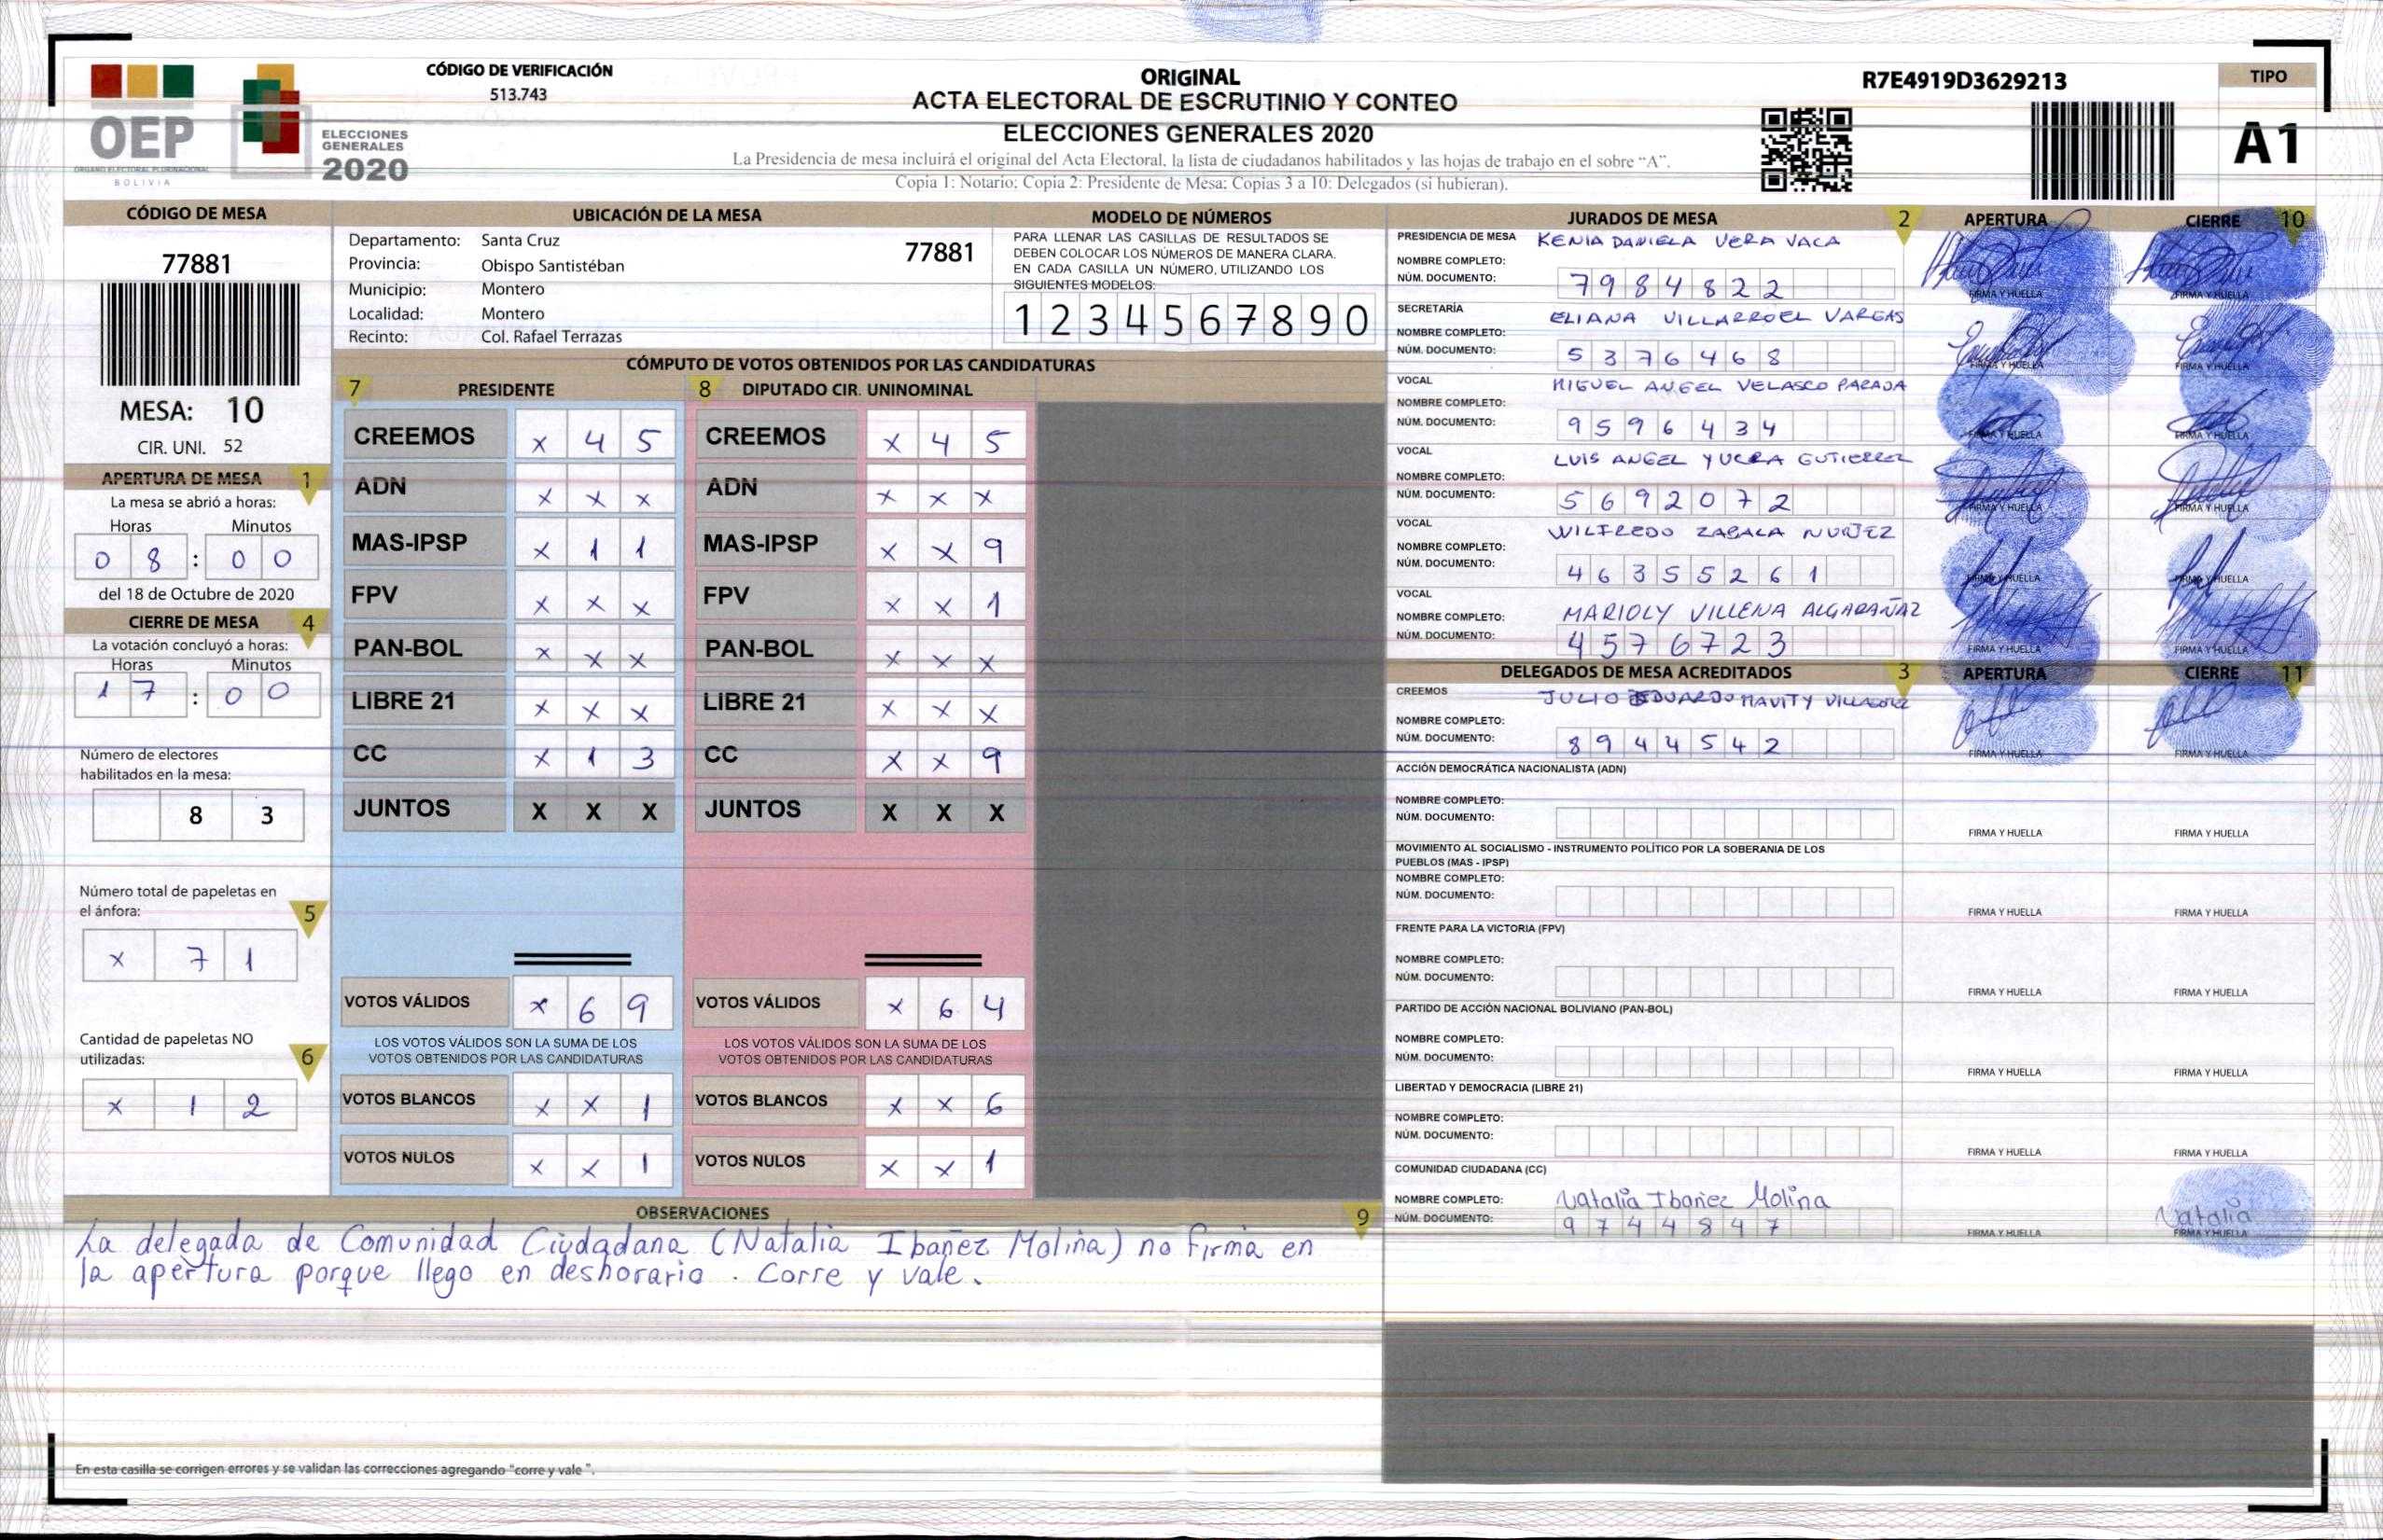 CÓDIGO DE VERIFICACIÓN
513.743
OEP
ÓRGANO ELECTORAL PLURINACIONAL
BOLIVIA
ELECCIONES
GENERALES
2020
ORIGINAL
ACTA ELECTORAL DE ESCRUTINIO Y CONTEO
ELECCIONES GENERALES 2020
La Presidencia de mesa incluirá el original del Acta Electoral, la lista de ciudadanos habilitados y las hojas de trabajo en el sobre “A”.
Copia 1: Notario; Copia 2: Presidente de Mesa; Copias 3 a 10: Delegados (si hubieran).
R7E4919D3629213
TIPO
A1
CÓDIGO DE MESA
77881
MESA: 10
CIR. UNI. 52
APERTURA DE MESA 1
La mesa se abrió a horas:
Horas Minutos
0 8 : 0 0
del 18 de Octubre de 2020
CIERRE DE MESA 4
La votación concluyó a horas:
Horas Minutos
1 7 : 0 0
Número de electores
habilitados en la mesa:
8 3
Número total de papeletas en
el ánfora: 5
x 7 1
Cantidad de papeletas NO
utilizadas: 6
x 1 2
UBICACIÓN DE LA MESA
Departamento: Santa Cruz 77881
Provincia: Obispo Santistéban
Municipio: Montero
Localidad: Montero
Recinto: Col. Rafael Terrazas
MODELO DE NÚMEROS
PARA LLENAR LAS CASILLAS DE RESULTADOS SE
DEBEN COLOCAR LOS NÚMEROS DE MANERA CLARA.
EN CADA CASILLA UN NÚMERO, UTILIZANDO LOS
SIGUIENTES MODELOS:
1 2 3 4 5 6 7 8 9 0
CÓMPUTO DE VOTOS OBTENIDOS POR LAS CANDIDATURAS
7 PRESIDENTE 8 DIPUTADO CIR. UNINOMINAL
CREEMOS x 4 5 CREEMOS x 4 5
ADN x x x ADN x x x
MAS-IPSP x 1 1 MAS-IPSP x x 9
FPV x x x FPV x x 1
PAN-BOL x x x PAN-BOL x x x
LIBRE 21 x x x LIBRE 21 x x x
CC x 1 3 CC x x 9
JUNTOS X X X JUNTOS X X X
VOTOS VÁLIDOS x 6 9 VOTOS VÁLIDOS x 6 4
LOS VOTOS VÁLIDOS SON LA SUMA DE LOS LOS VOTOS VÁLIDOS SON LA SUMA DE LOS
VOTOS OBTENIDOS POR LAS CANDIDATURAS VOTOS OBTENIDOS POR LAS CANDIDATURAS
VOTOS BLANCOS x x 1 VOTOS BLANCOS x x 6
VOTOS NULOS x x 1 VOTOS NULOS x x 1
OBSERVACIONES 9
La delegada de Comunidad Ciudadana (Natalia Ibañez Molina) no firma en
la apertura porque llego en deshorario . Corre y vale.
En esta casilla se corrigen errores y se validan las correcciones agregando “corre y vale ”.
JURADOS DE MESA 2 APERTURA CIERRE 10
PRESIDENCIA DE MESA KENIA DANIELA VERA VACA
NOMBRE COMPLETO:
NÚM. DOCUMENTO: 7984822
FIRMA Y HUELLA FIRMA Y HUELLA
SECRETARÍA ELIANA VILLARROEL VARGAS
NOMBRE COMPLETO:
NÚM. DOCUMENTO: 5376468
FIRMA Y HUELLA FIRMA Y HUELLA
VOCAL MIGUEL ANGEL VELASCO PARADA
NOMBRE COMPLETO:
NÚM. DOCUMENTO: 9596434
FIRMA Y HUELLA FIRMA Y HUELLA
VOCAL LUIS ANGEL YUCRA GUTIERREZ
NOMBRE COMPLETO:
NÚM. DOCUMENTO: 5692072
FIRMA Y HUELLA FIRMA Y HUELLA
VOCAL WILFREDO ZABALA NUÑEZ
NOMBRE COMPLETO:
NÚM. DOCUMENTO: 46355261
FIRMA Y HUELLA FIRMA Y HUELLA
VOCAL
NOMBRE COMPLETO: MARIOLY VILLENA ALGARAÑAZ
NÚM. DOCUMENTO: 4576723
FIRMA Y HUELLA FIRMA Y HUELLA
DELEGADOS DE MESA ACREDITADOS 3 APERTURA CIERRE 11
CREEMOS JULIO EDUARDO MAVITY
NOMBRE COMPLETO:
NÚM. DOCUMENTO: 8944542
FIRMA Y HUELLA FIRMA Y HUELLA
ACCIÓN DEMOCRÁTICA NACIONALISTA (ADN)
NOMBRE COMPLETO:
NÚM. DOCUMENTO:
FIRMA Y HUELLA FIRMA Y HUELLA
MOVIMIENTO AL SOCIALISMO - INSTRUMENTO POLÍTICO POR LA SOBERANIA DE LOS
PUEBLOS (MAS - IPSP)
NOMBRE COMPLETO:
NÚM. DOCUMENTO:
FIRMA Y HUELLA FIRMA Y HUELLA
FRENTE PARA LA VICTORIA (FPV)
NOMBRE COMPLETO:
NÚM. DOCUMENTO:
FIRMA Y HUELLA FIRMA Y HUELLA
PARTIDO DE ACCIÓN NACIONAL BOLIVIANO (PAN-BOL)
NOMBRE COMPLETO:
NÚM. DOCUMENTO:
FIRMA Y HUELLA FIRMA Y HUELLA
LIBERTAD Y DEMOCRACIA (LIBRE 21)
NOMBRE COMPLETO:
NÚM. DOCUMENTO:
FIRMA Y HUELLA FIRMA Y HUELLA
COMUNIDAD CIUDADANA (CC)
NOMBRE COMPLETO: Natalia Ibañez Molina
NÚM. DOCUMENTO: 9744847
Natalia
FIRMA Y HUELLA FIRMA Y HUELLA